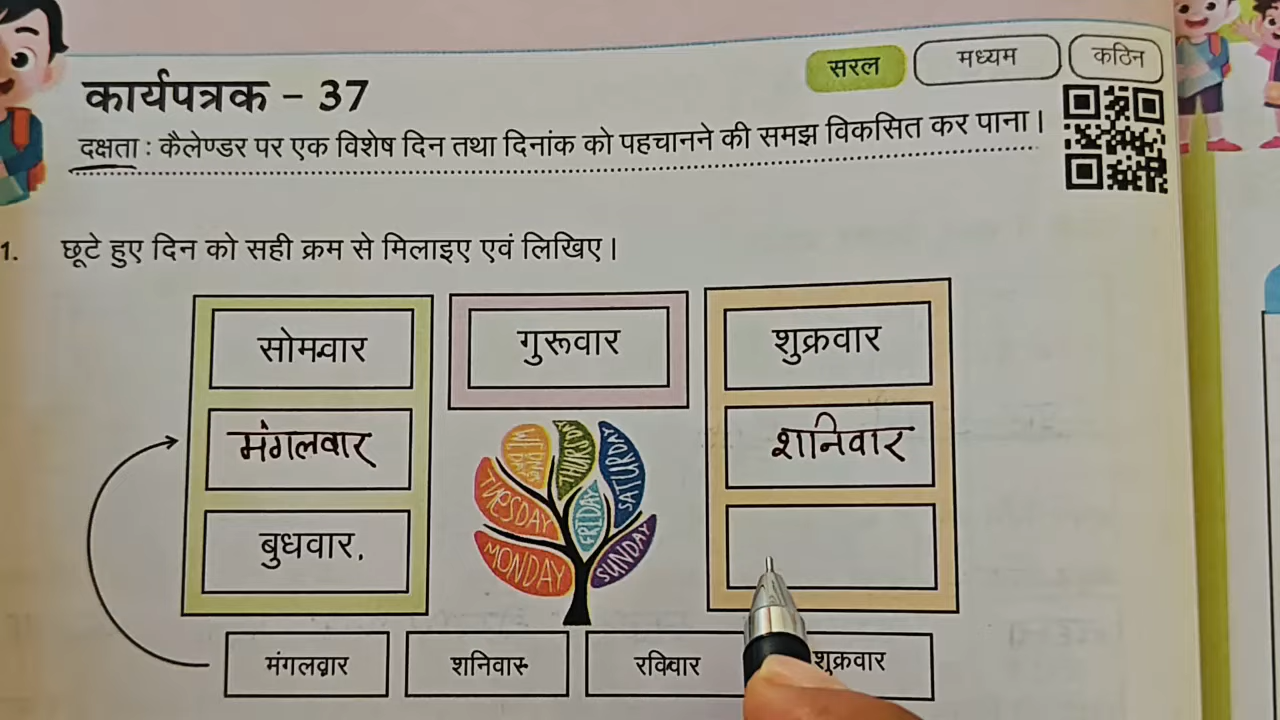 सरल
मध्यम
कठिन
कार्यपत्रक – 37
दक्षता : कैलेण्डर पर एक विशेष दिन तथा दिनांक को पहचानने की समझ विकसित कर पाना।
1. छूटे हुए दिन को सही क्रम से मिलाइए एवं लिखिए।
सोमवार
मंगलवार
बुधवार.
गुरूवार
शुक्रवार
शनिवार
WEDNESDAY
THURSDAY
SATURDAY
TUESDAY
FRIDAY
MONDAY
SUNDAY
मंगलवार
शनिवार
रविवार
शुक्रवार